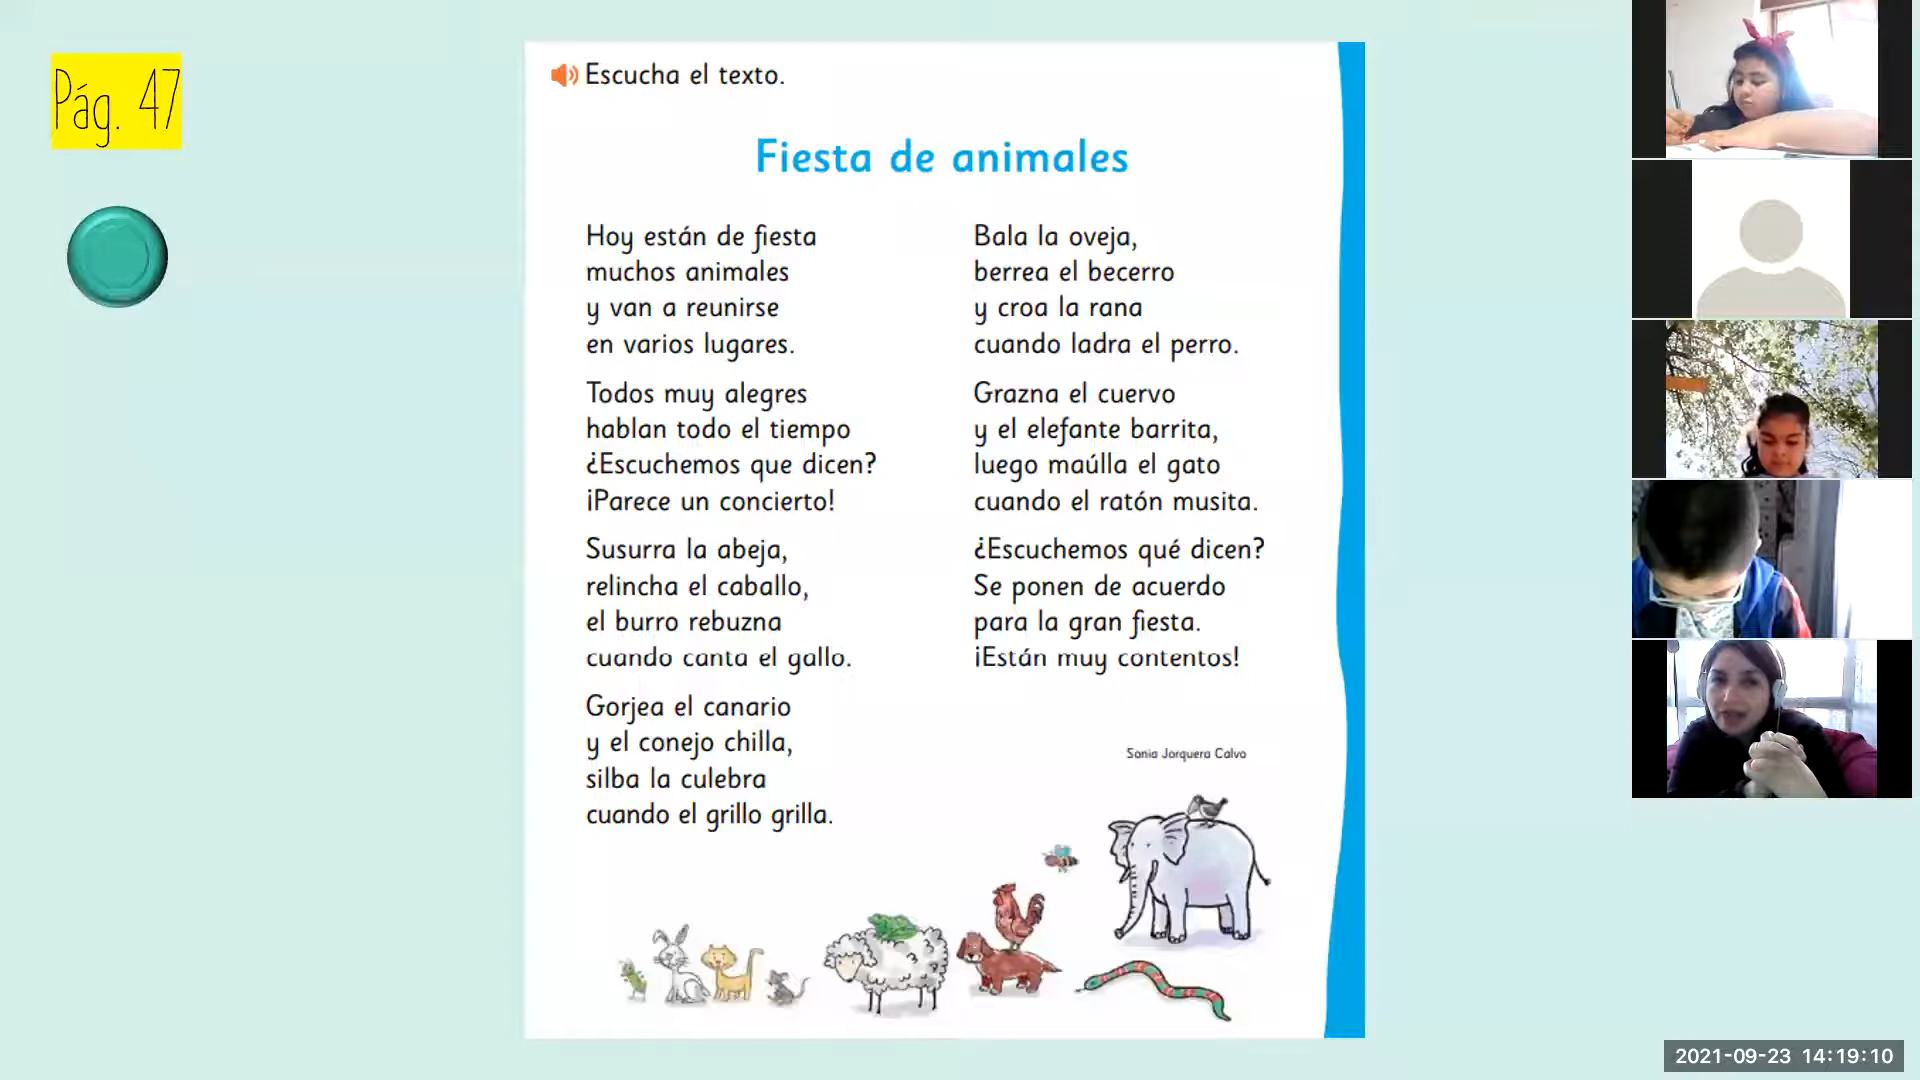 Pág. 47
Escucha el texto.
Fiesta de animales
Hoy están de fiesta
muchos animales
y van a reunirse
en varios lugares.
Todos muy alegres
hablan todo el tiempo
¿Escuchemos que dicen?
¡Parece un concierto!
Susurra la abeja,
relincha el caballo,
el burro rebuzna
cuando canta el gallo.
Gorjea el canario
y el conejo chilla,
silba la culebra
cuando el grillo grilla.
Bala la oveja,
berrea el becerro
y croa la rana
cuando ladra el perro.
Grazna el cuervo
y el elefante barrita,
luego maúlla el gato
cuando el ratón musita.
¿Escuchemos qué dicen?
Se ponen de acuerdo
para la gran fiesta.
¡Están muy contentos!
Sonia Jorquera Calvo
2021-09-23 14:19:10